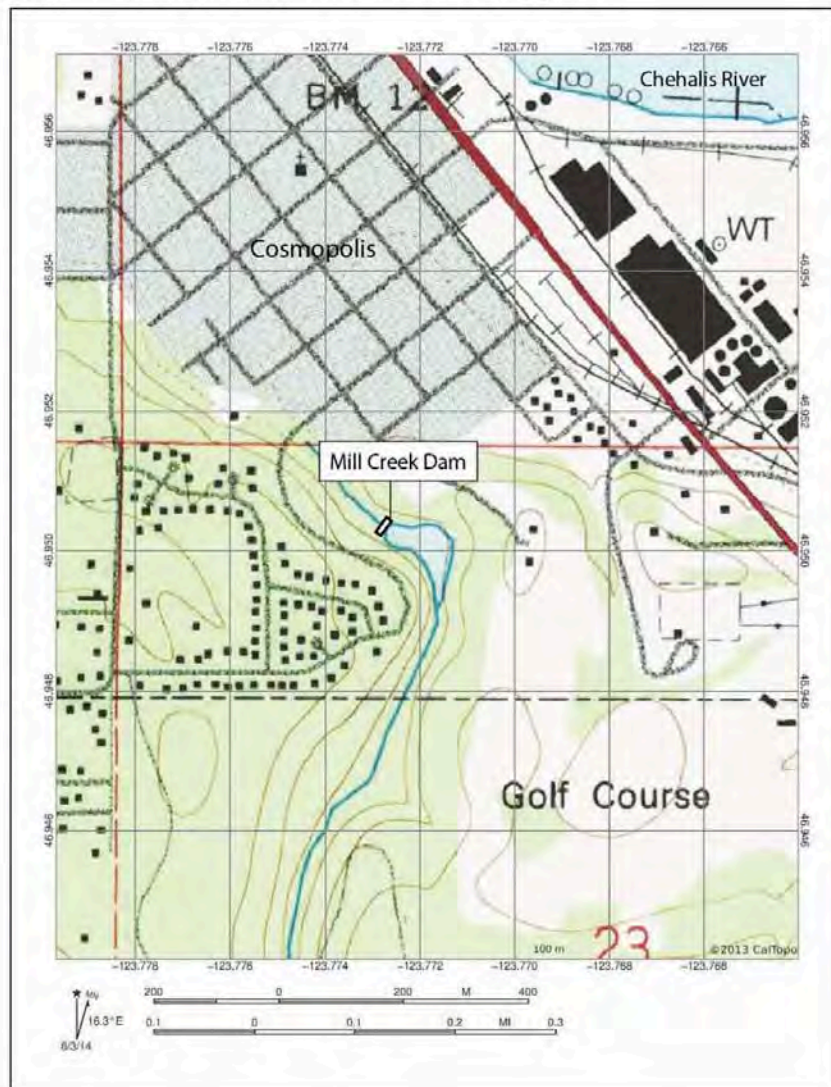 −123.778 −123.776 −123.774 −123.772 −123.770 −123.768 −123.766
Chehalis River
BM 12
46.956 46.956
WT
Cosmopolis
46.954 46.954
46.952 46.952
Mill Creek Dam
46.950 46.950
46.948 46.948
Golf Course
46.946 46.946
23
100 m ©2013 CalTopo
−123.778 −123.776 −123.774 −123.772 −123.770 −123.768 −123.766
200 0 200 M 400
MN
16.3°E
0.1 0 0.1 0.2 MI 0.3
6/3/14